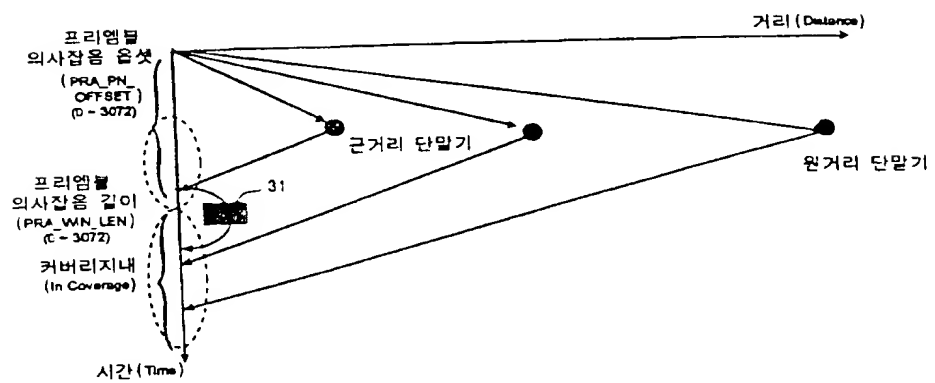 거리 (Distance)
프리엠블
의사잡음 옵셋
(PRA_PN_
OFFSET)
(0 ~ 3072)
근거리 단말기
원거리 단말기
31
프리엠블
의사잡음 길이
(PRA_WIN_LEN)
(0 ~ 3072)
커버리지내
(In Coverage)
시간 (Time)